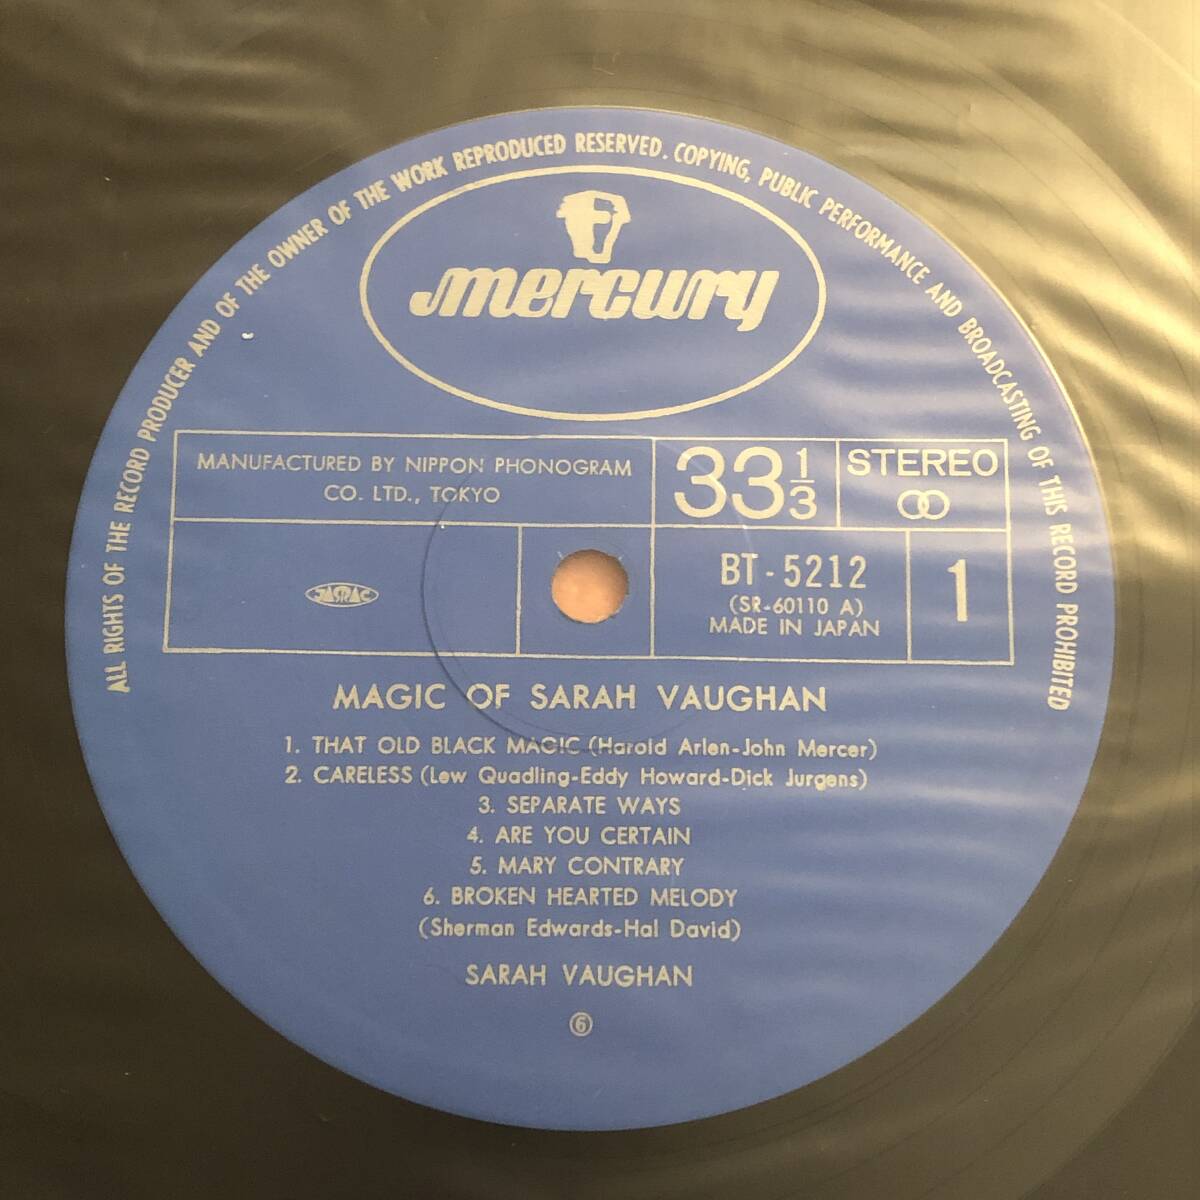 ALL RIGHTS OF THE RECORD PRODUCER AND OF THE OWNER OF THE WORK REPRODUCED RESERVED. COPYING, PUBLIC PERFORMANCE AND BROADCASTING OF THIS RECORD PROHIBITED
mercury
MANUFACTURED BY NIPPON PHONOGRAM
CO. LTD., TOKYO
33 1/3
STEREO
JASRAC
BT-5212
(SR-60110 A)
MADE IN JAPAN
1
MAGIC OF SARAH VAUGHAN
1. THAT OLD BLACK MAGIC (Harold Arlen-John Mercer)
2. CARELESS (Lew Quadling-Eddy Howard-Dick Jurgens)
3. SEPARATE WAYS
4. ARE YOU CERTAIN
5. MARY CONTRARY
6. BROKEN HEARTED MELODY
(Sherman Edwards-Hal David)
SARAH VAUGHAN
⑥